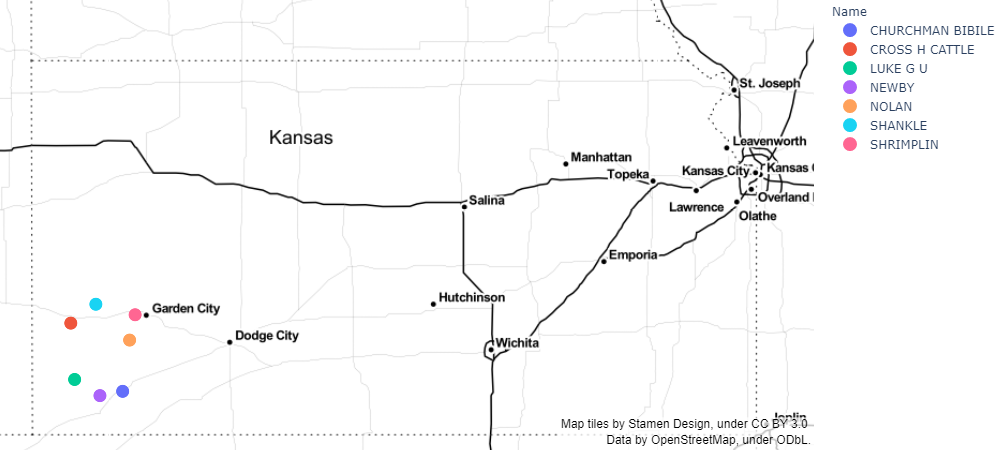 Name
CHURCHMAN BIBILE
CROSS H CATTLE
LUKE G U
NEWBY
NOLAN
SHANKLE
SHRIMPLIN
St. Joseph
Kansas
Leavenworth
Manhattan
Kansas City
Kansas
Topeka
Salina
Lawrence
Overland
Olathe
Emporia
Hutchinson
Garden City
Dodge City
Wichita
Joplin
Map tiles by Stamen Design, under CC BY 3.0
Data by OpenStreetMap, under ODbL.